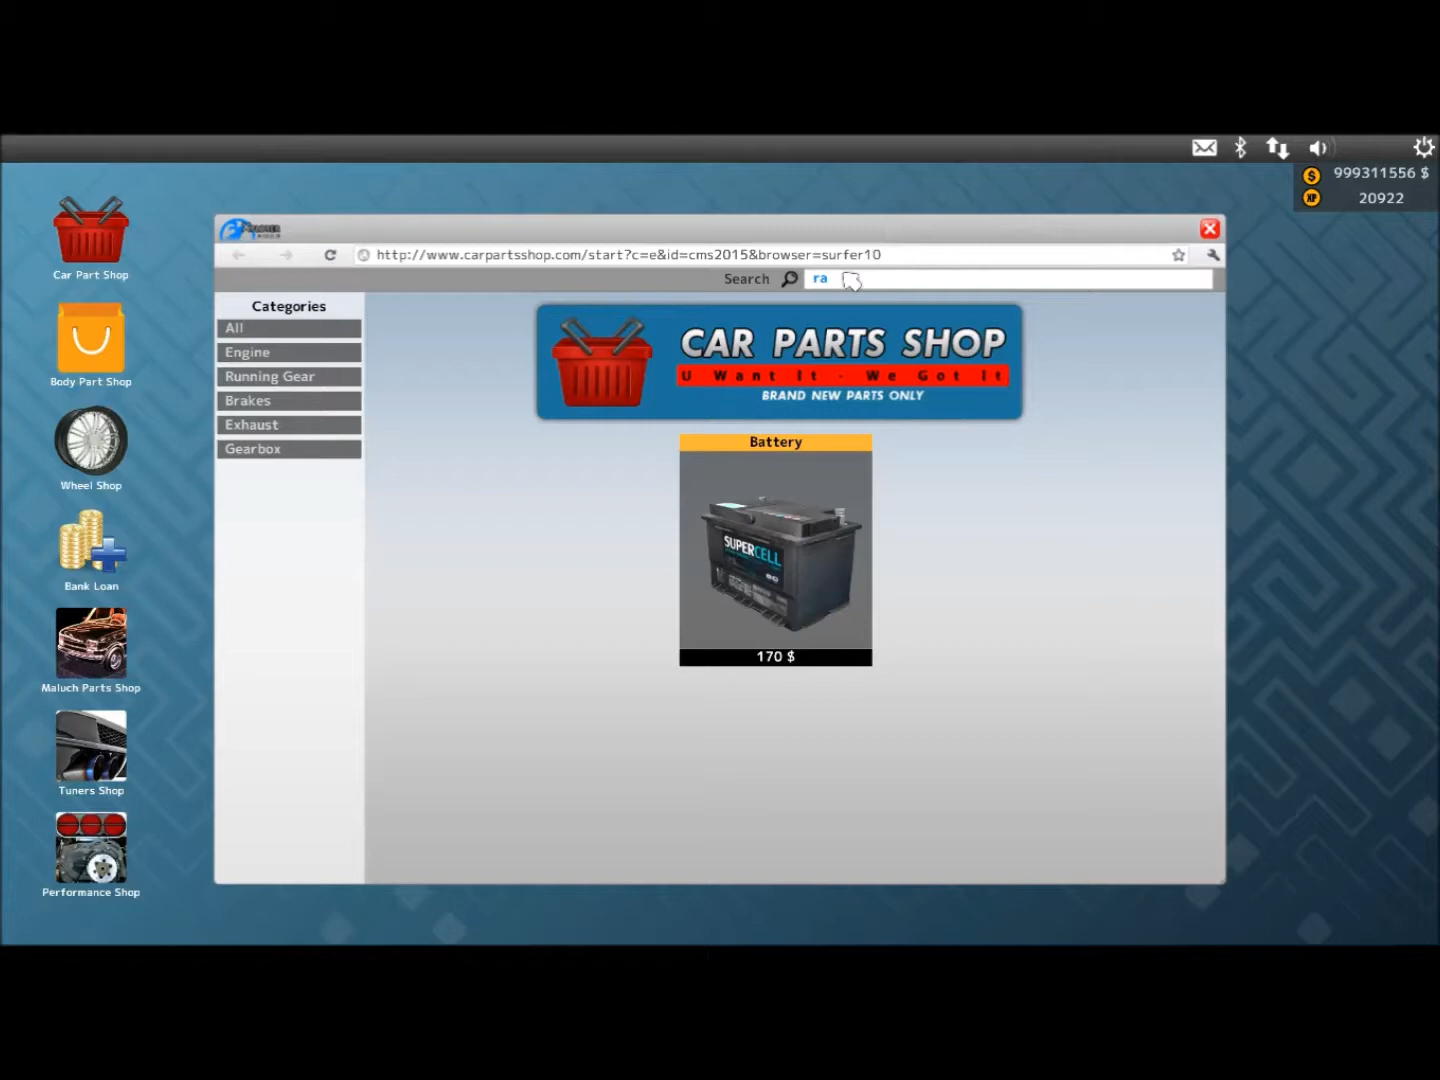 999311556 $
XP
20922
Car Part Shop
Body Part Shop
Wheel Shop
Bank Loan
Maluch Parts Shop
Tuners Shop
Performance Shop
http://www.carpartsshop.com/start?c=e&id=cms2015&browser=surfer10
Search ra
Categories
All
Engine
Running Gear
Brakes
Exhaust
Gearbox
CAR PARTS SHOP
U Want It - We Got It
BRAND NEW PARTS ONLY
Battery
SUPERCELL
170 $